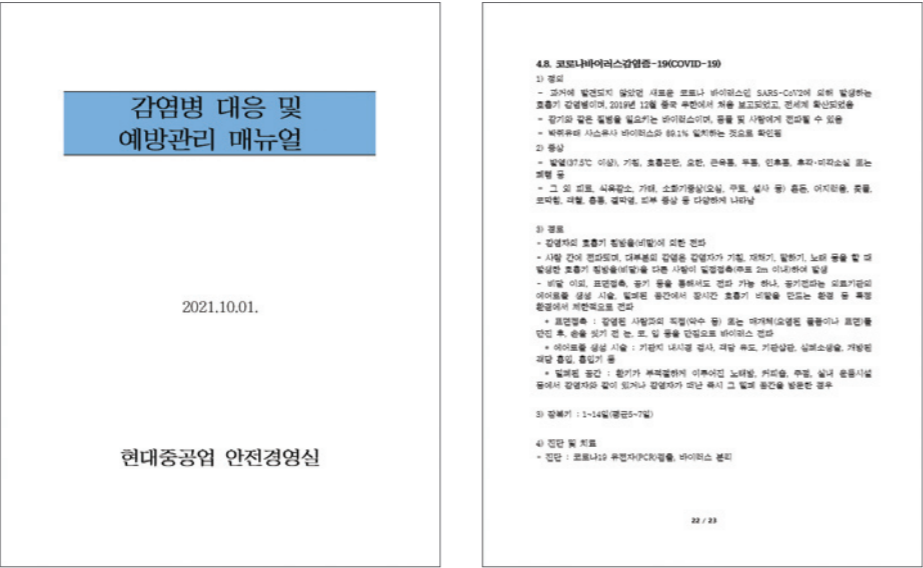 감염병 대응 및
예방관리 매뉴얼
2021.10.01.
현대중공업 안전경영실
4.8. 코로나바이러스감염증-19(COVID-19)
1) 정의
- 과거에 발견되지 않았던 새로운 코로나 바이러스인 SARS-CoV2에 의해 발생하는
호흡기 감염병이며, 2019년 12월 중국 우한에서 처음 보고되었고, 전세계 확산되었음
- 감기와 같은 질병을 일으키는 바이러스이며, 동물 및 사람에게 전파될 수 있음
- 박쥐유래 사스유사 바이러스와 89.1% 일치하는 것으로 확인됨
2) 증상
- 발열(37.5℃ 이상), 기침, 호흡곤란, 오한, 근육통, 두통, 인후통, 후각·미각소실 또는
폐렴 등
- 그 외 피로, 식욕감소, 가래, 소화기증상(오심, 구토, 설사 등) 혼돈, 어지러움, 콧물,
코막힘, 객혈, 흉통, 결막염, 피부 증상 등 다양하게 나타남
3) 경로
- 감염자의 호흡기 침방울(비말)에 의한 전파
- 사람 간에 전파되며, 대부분의 감염은 감염자가 기침, 재채기, 말하기, 노래 등을 할 때
발생한 호흡기 침방울(비말)을 다른 사람이 밀접접촉(주로 2m 이내)하여 발생
- 비말 이외, 표면접촉, 공기 등을 통해서도 전파 가능 하나, 공기전파는 의료기관의
에어로졸 생성 시술, 밀폐된 공간에서 장시간 호흡기 비말을 만드는 환경 등 특정
환경에서 제한적으로 전파
* 표면접촉 : 감염된 사람과의 직접(악수 등) 또는 매개체(오염된 물품이나 표면)를
만진 후, 손을 씻기 전 눈, 코, 입 등을 만짐으로 바이러스 전파
* 에어로졸 생성 시술 : 기관지 내시경 검사, 객담 유도, 기관삽관, 심폐소생술, 개방된
객담 흡입, 흡입기 등
* 밀폐된 공간 : 환기가 부적절하게 이루어진 노래방, 커피숍, 주점, 실내 운동시설
등에서 감염자와 같이 있거나 감염자가 떠난 즉시 그 밀폐 공간을 방문한 경우
3) 잠복기 : 1~14일(평균5~7일)
4) 진단 및 치료
- 진단 : 코로나19 유전자(PCR)검출, 바이러스 분리
22 / 23